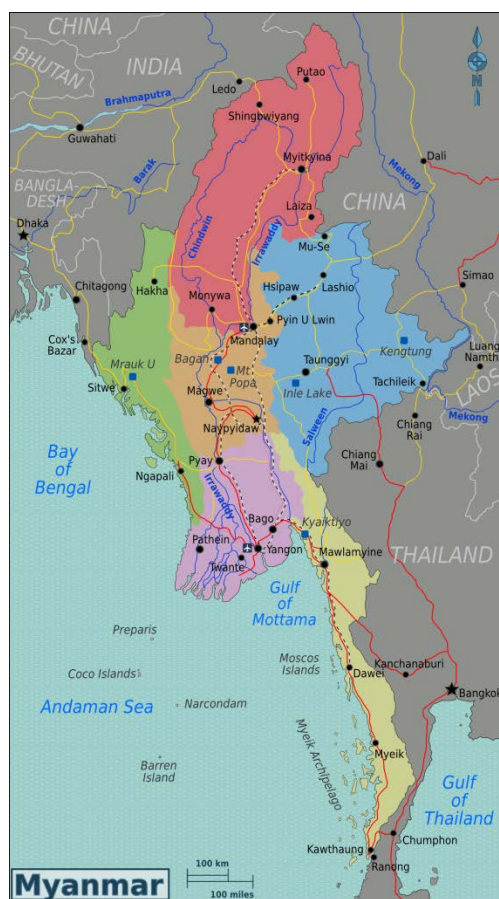 CHINA
BHUTAN
INDIA
Ledo
Putao
Shingbwiyang
Brahmaputra
Guwahati
Myitkyina
Dali
Mekong
Barak
BANGLA-
DESH
CHINA
Dhaka
Chindwin
Irrawaddy
Laiza
Mu-Se
Chitagong
Hakha
Hsipaw
Lashio
Simao
Monywa
Pyin U Lwin
Mandalay
Cox's
Bazar
Mrauk U
Bagan
Mt
Popa
Taunggyi
Kengtung
Luang
Namtha
Sitwe
Magwe
Inle Lake
Tachileik
LAOS
Naypyidaw
Salween
Mekong
Chiang
Rai
Bay
of
Bengal
Pyay
Ngapali
Chiang
Mai
Irrawaddy
Bago
Kyaiktiyo
Pathein
Yangon
Twante
Mawlamyine
THAILAND
Gulf
of
Mottama
Preparis
Coco Islands
Moscos
Islands
Kanchanaburi
Dawei
Andaman Sea
Narcondam
Bangkok
Barren
Island
Myeik Archipelago
Myeik
Gulf
of
Thailand
Kawthaung
Chumphon
Ranong
100 km
100 miles
Myanmar